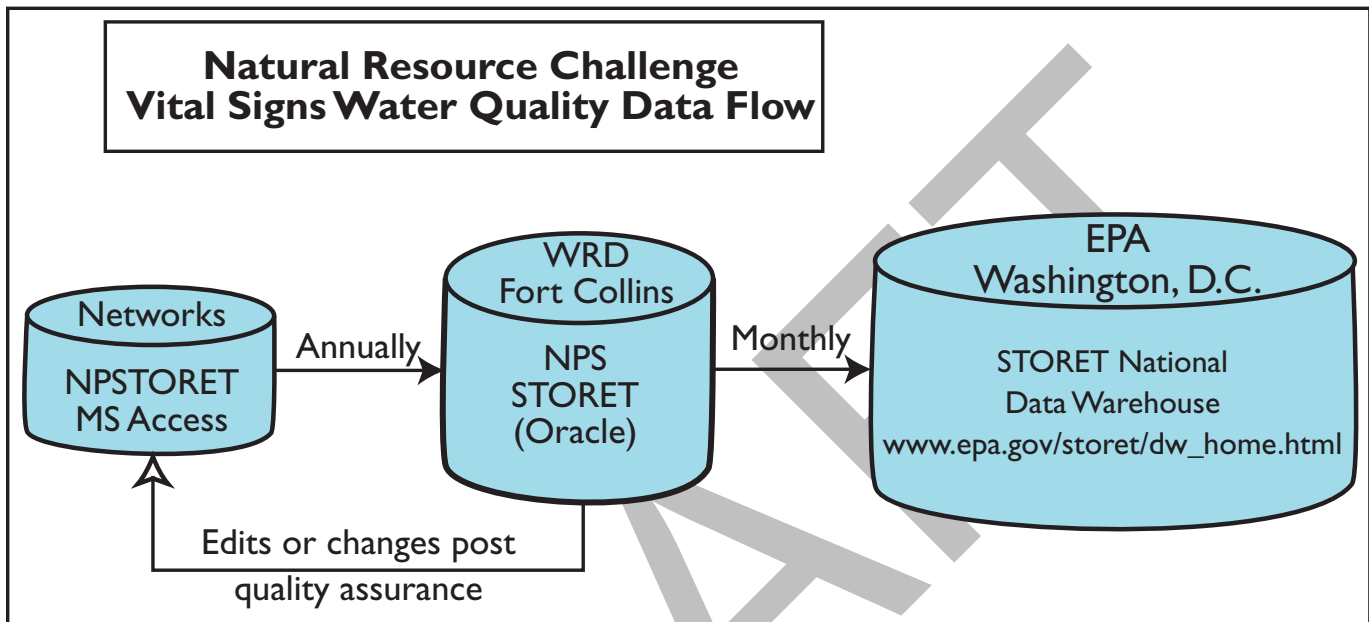 Natural Resource Challenge
Vital Signs Water Quality Data Flow
Networks
NPSTORET
MS Access
Annually
WRD
Fort Collins
NPS
STORET
(Oracle)
Monthly
EPA
Washington, D.C.
STORET National
Data Warehouse
www.epa.gov/storet/dw_home.html
Edits or changes post
quality assurance